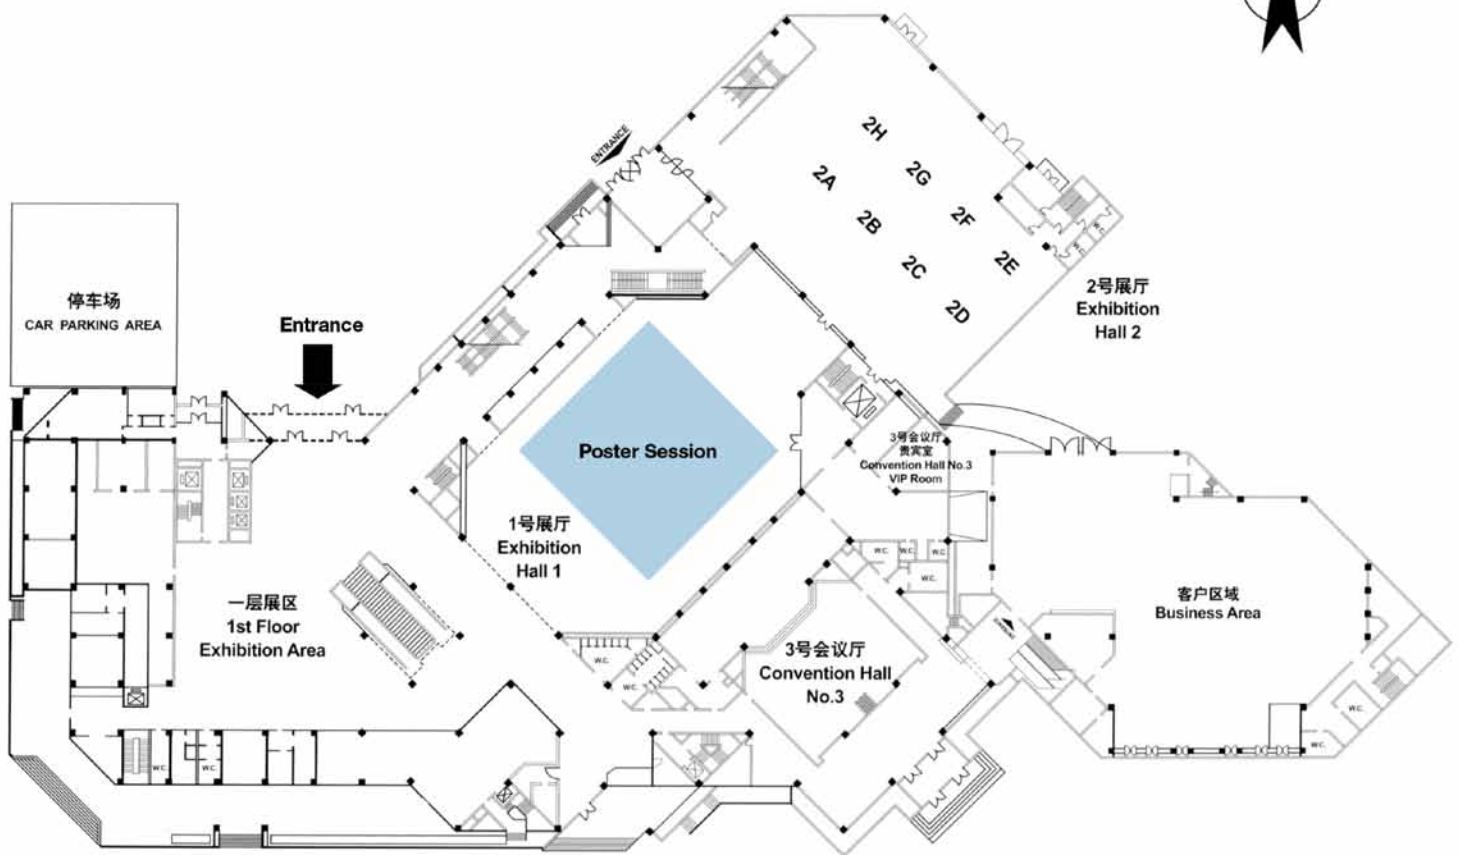 ENTRANCE
2H
2G
2A
2F
2B
2E
2C
2D
W.C.
W.C.
停车场
CAR PARKING AREA
Entrance
2号展厅
Exhibition
Hall 2
Poster Session
3号会议厅
贵宾室
Convention Hall No.3
VIP Room
1号展厅
Exhibition
Hall 1
W.C.
W.C.
W.C.
W.C.
一层展区
1st Floor
Exhibition Area
客户区域
Business Area
3号会议厅
Convention Hall
No.3
W.C.
W.C.
W.C.
W.C.
W.C.
W.C.